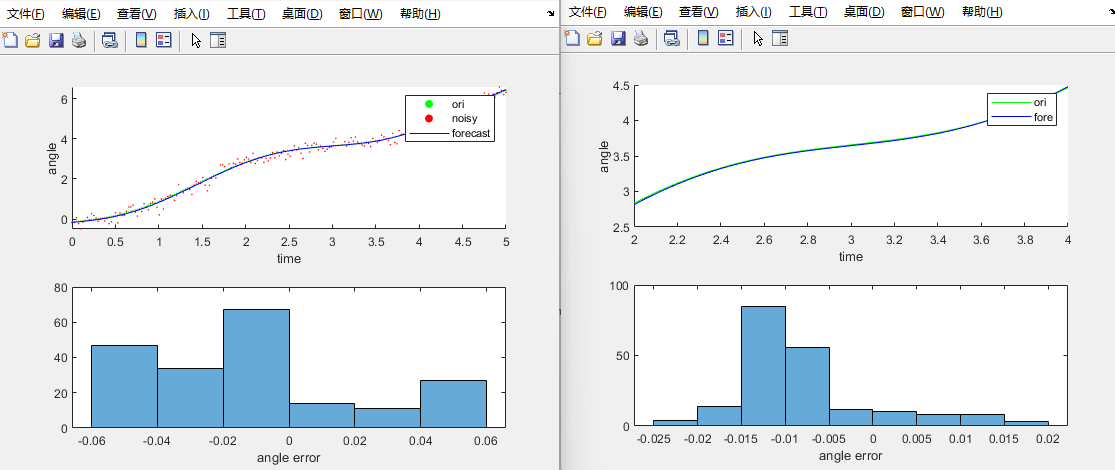 文件(F) 编辑(E) 查看(V) 插入(I) 工具(T) 桌面(D) 窗口(W) 帮助(H)
6
4
2
0
angle
ori
noisy
forecast
0 0.5 1 1.5 2 2.5 3 3.5 4 4.5 5
time
80
60
40
20
0
-0.06 -0.04 -0.02 0 0.02 0.04 0.06
angle error
文件(F) 编辑(E) 查看(V) 插入(I) 工具(T) 桌面(D) 窗口(W) 帮助(H)
4.5
4
3.5
3
2.5
angle
ori
fore
2 2.2 2.4 2.6 2.8 3 3.2 3.4 3.6 3.8 4
time
100
50
0
-0.025 -0.02 -0.015 -0.01 -0.005 0 0.005 0.01 0.015 0.02
angle error